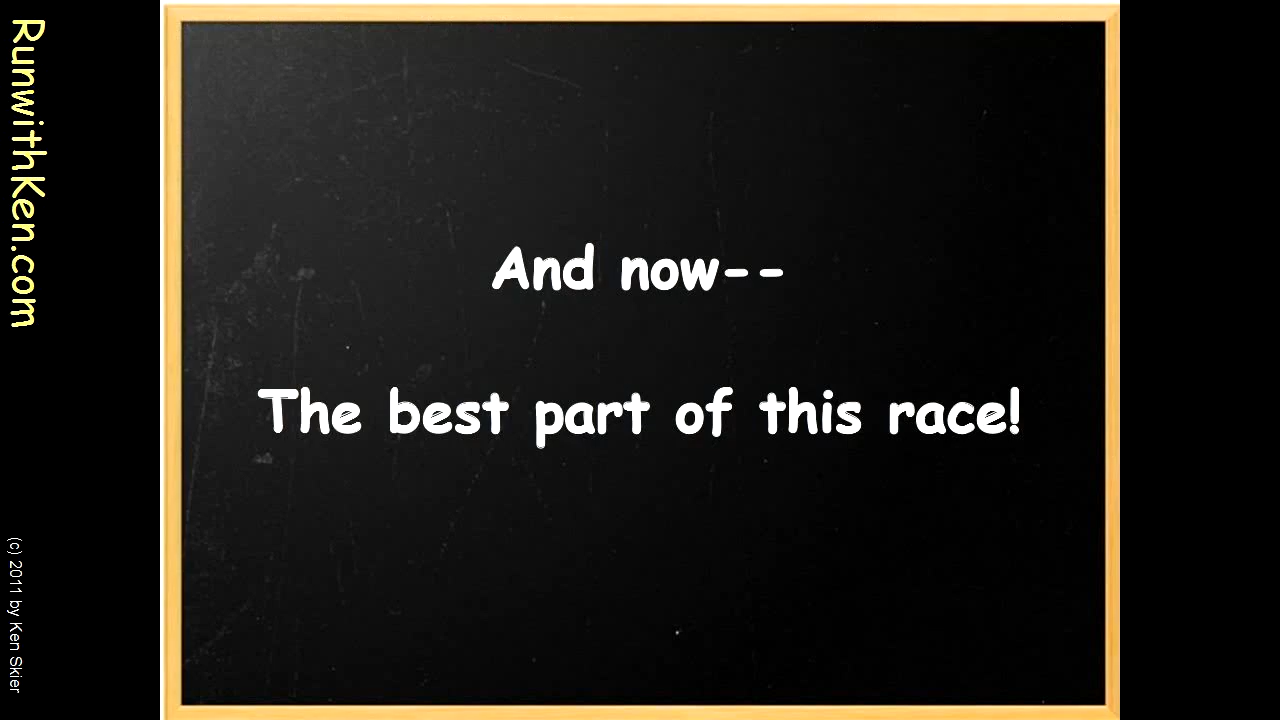 RunwithKen.com
And now--
The best part of this race!
(c) 2011 by Ken Skier